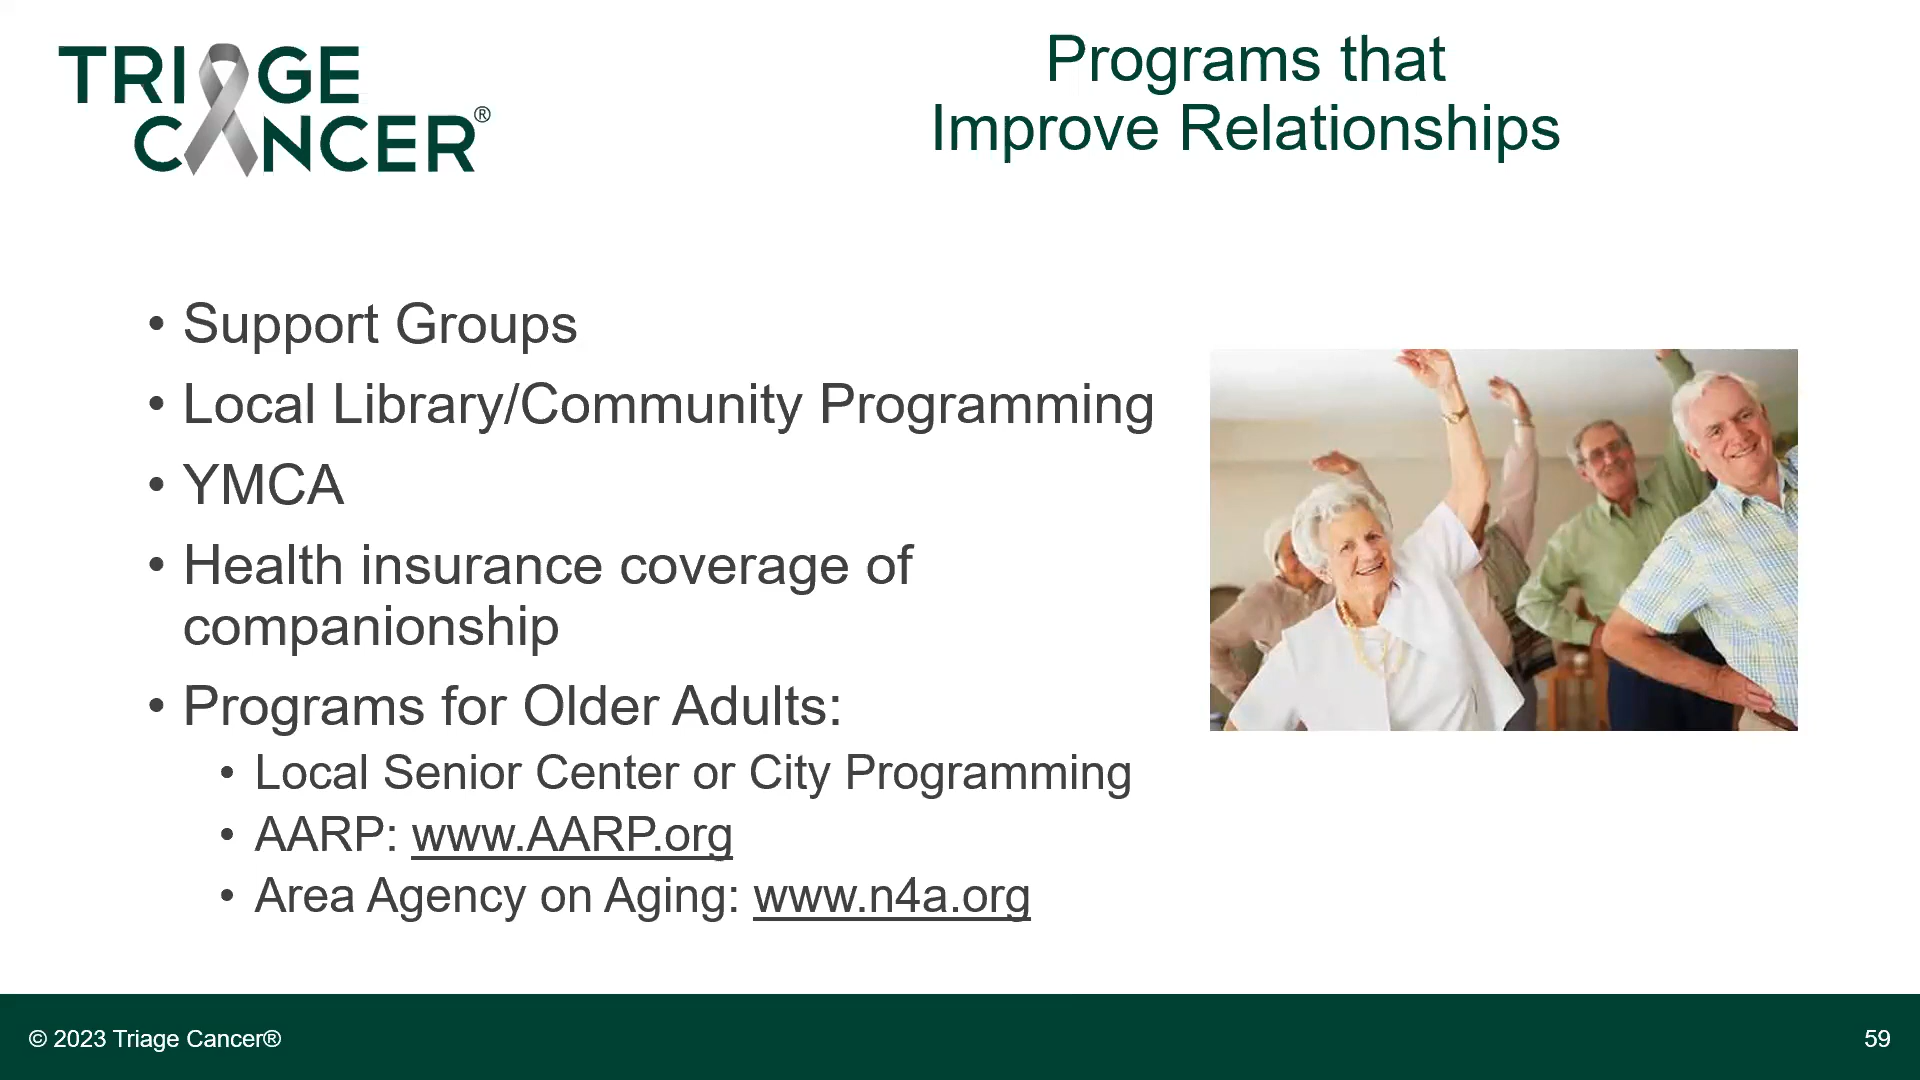 TRIAGE
CANCER®
Programs that
Improve Relationships
• Support Groups
• Local Library/Community Programming
• YMCA
• Health insurance coverage of
companionship
• Programs for Older Adults:
• Local Senior Center or City Programming
• AARP: www.AARP.org
• Area Agency on Aging: www.n4a.org
© 2023 Triage Cancer®
59